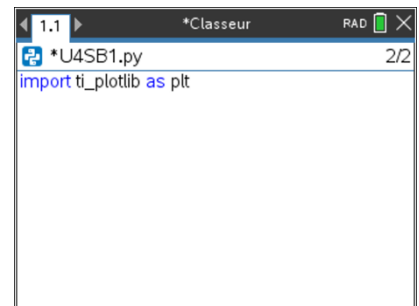 1.1 *Classeur RAD
*U4SB1.py 2/2
import ti_plotlib as plt